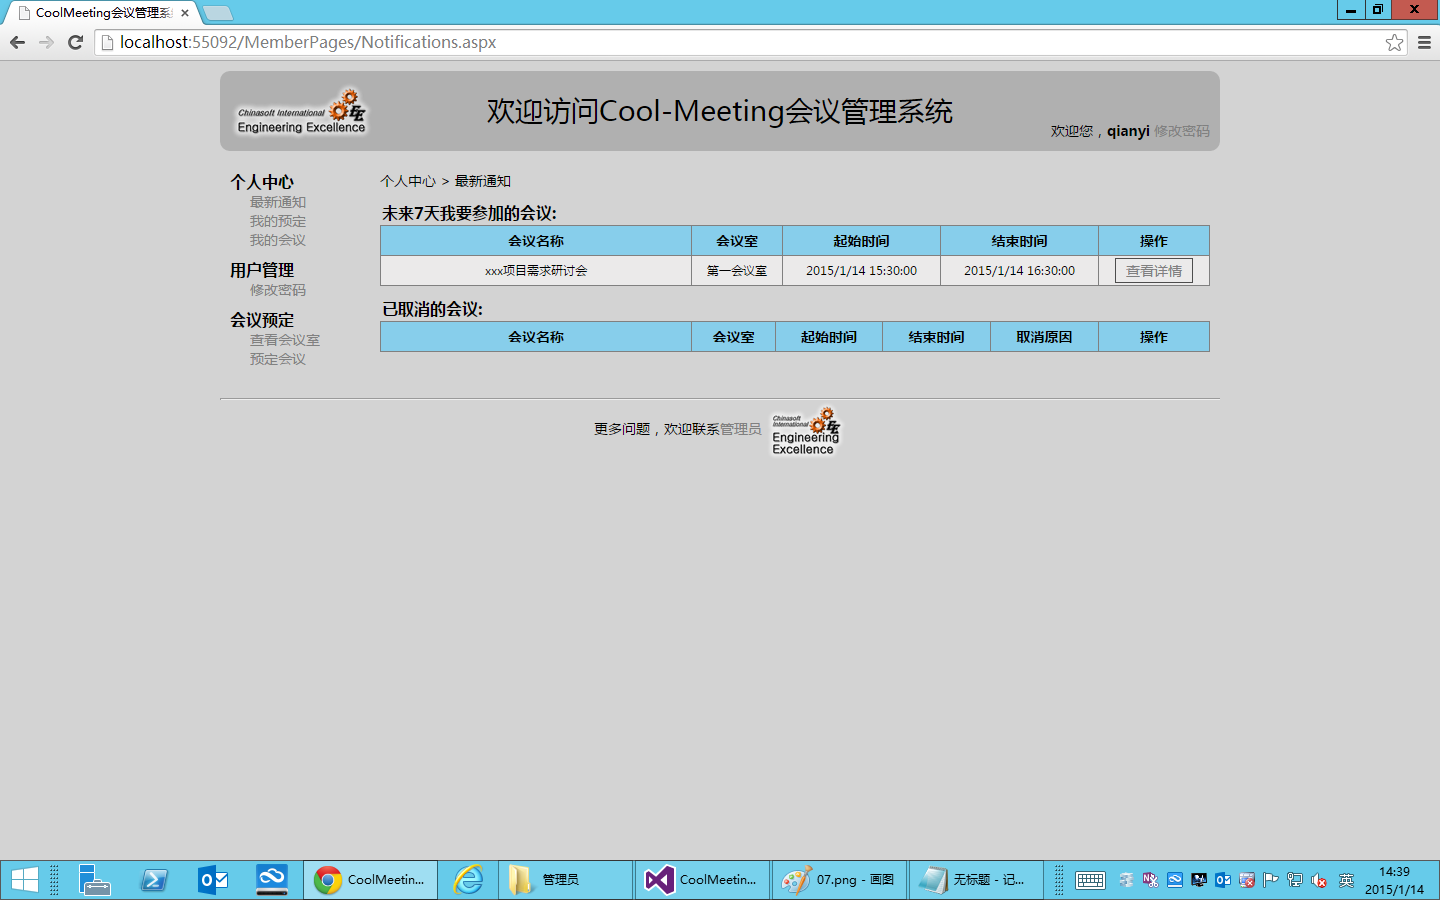 CoolMeeting会议管理系
localhost:55092/MemberPages/Notifications.aspx
Chinasoft International
Engineering Excellence
欢迎访问Cool-Meeting会议管理系统
欢迎您，qianyi 修改密码
个人中心
最新通知
我的预定
我的会议
用户管理
修改密码
会议预定
查看会议室
预定会议
个人中心 > 最新通知
未来7天我要参加的会议:
会议名称 会议室 起始时间 结束时间 操作
xxx项目需求研讨会 第一会议室 2015/1/14 15:30:00 2015/1/14 16:30:00 查看详情
已取消的会议:
会议名称 会议室 起始时间 结束时间 取消原因 操作
更多问题，欢迎联系管理员
Chinasoft
International
Engineering
Excellence
CoolMeetin... 管理员 CoolMeetin... 07.png - 画图 无标题 - 记... 英 14:39
2015/1/14